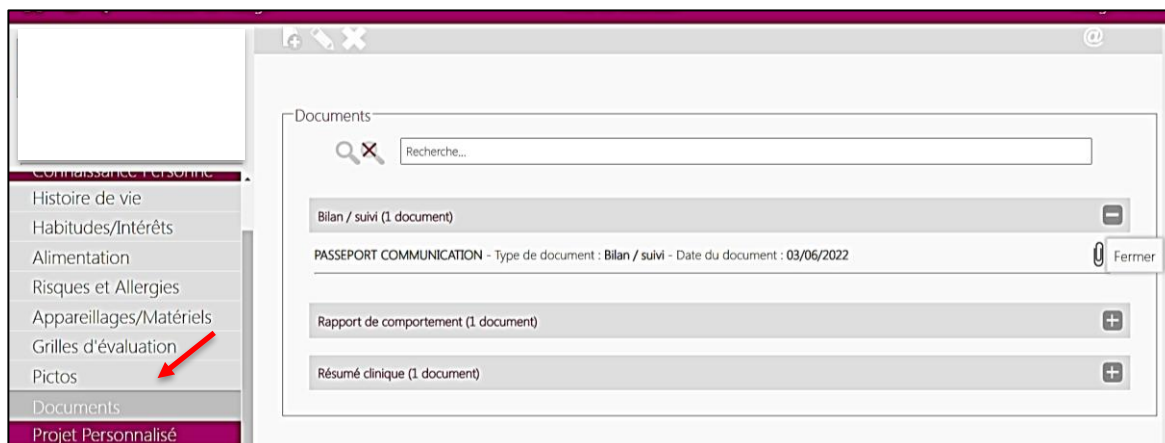 @
Documents
Recherche...
Connaissance Personne
Histoire de vie
Habitudes/Intérêts
Alimentation
Risques et Allergies
Appareillages/Matériels
Grilles d'évaluation
Pictos
Documents
Projet Personnalisé
Bilan / suivi (1 document)
PASSEPORT COMMUNICATION - Type de document : Bilan / suivi - Date du document : 03/06/2022
Fermer
Rapport de comportement (1 document)
Résumé clinique (1 document)